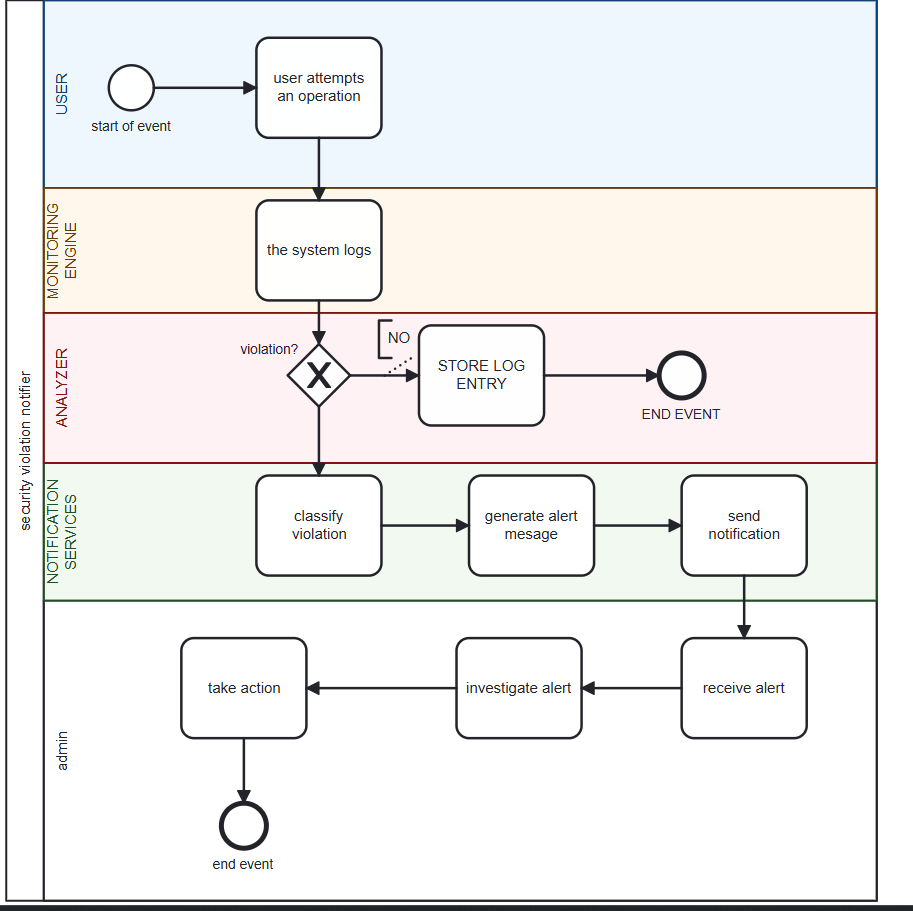 security violation notifier
USER
start of event
user attempts
an operation
MONITORING
ENGINE
the system logs
ANALYZER
violation?
X
NO
STORE LOG
ENTRY
END EVENT
NOTIFICATION
SERVICES
classify
violation
generate alert
mesage
send
notification
admin
take action
investigate alert
receive alert
end event